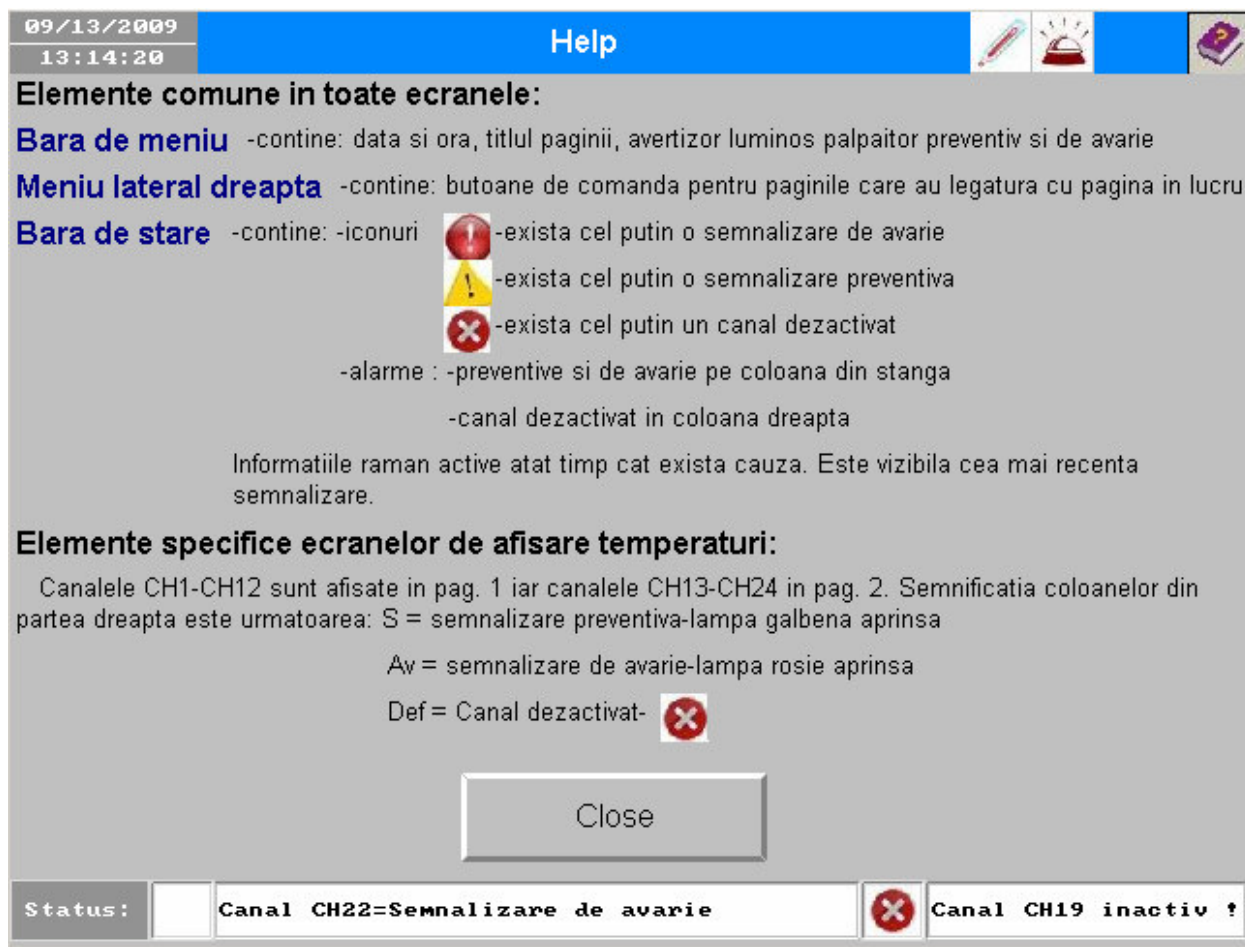 09/13/2009
13:14:20
Help
Elemente comune in toate ecranele:
Bara de meniu -contine: data si ora, titlul paginii, avertizor luminos palpaitor preventiv si de avarie
Meniu lateral dreapta -contine: butoane de comanda pentru paginile care au legatura cu pagina in lucru
Bara de stare -contine: -iconuri -exista cel putin o semnalizare de avarie
-exista cel putin o semnalizare preventiva
-exista cel putin un canal dezactivat
-alarme : -preventive si de avarie pe coloana din stanga
-canal dezactivat in coloana dreapta
Informatiile raman active atat timp cat exista cauza. Este vizibila cea mai recenta
semnalizare.
Elemente specifice ecranelor de afisare temperaturi:
Canalele CH1-CH12 sunt afisate in pag. 1 iar canalele CH13-CH24 in pag. 2. Semnificatia coloanelor din
partea dreapta este urmatoarea: S = semnalizare preventiva-lampa galbena aprinsa
Av = semnalizare de avarie-lampa rosie aprinsa
Def = Canal dezactivat-
Close
Status: Canal CH22=Semnalizare de avarie Canal CH19 inactiv !